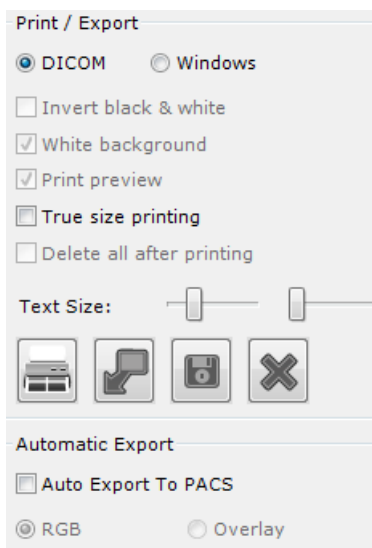 Print / Export
DICOM Windows
Invert black & white
White background
Print preview
True size printing
Delete all after printing
Text Size:
Automatic Export
Auto Export To PACS
RGB Overlay